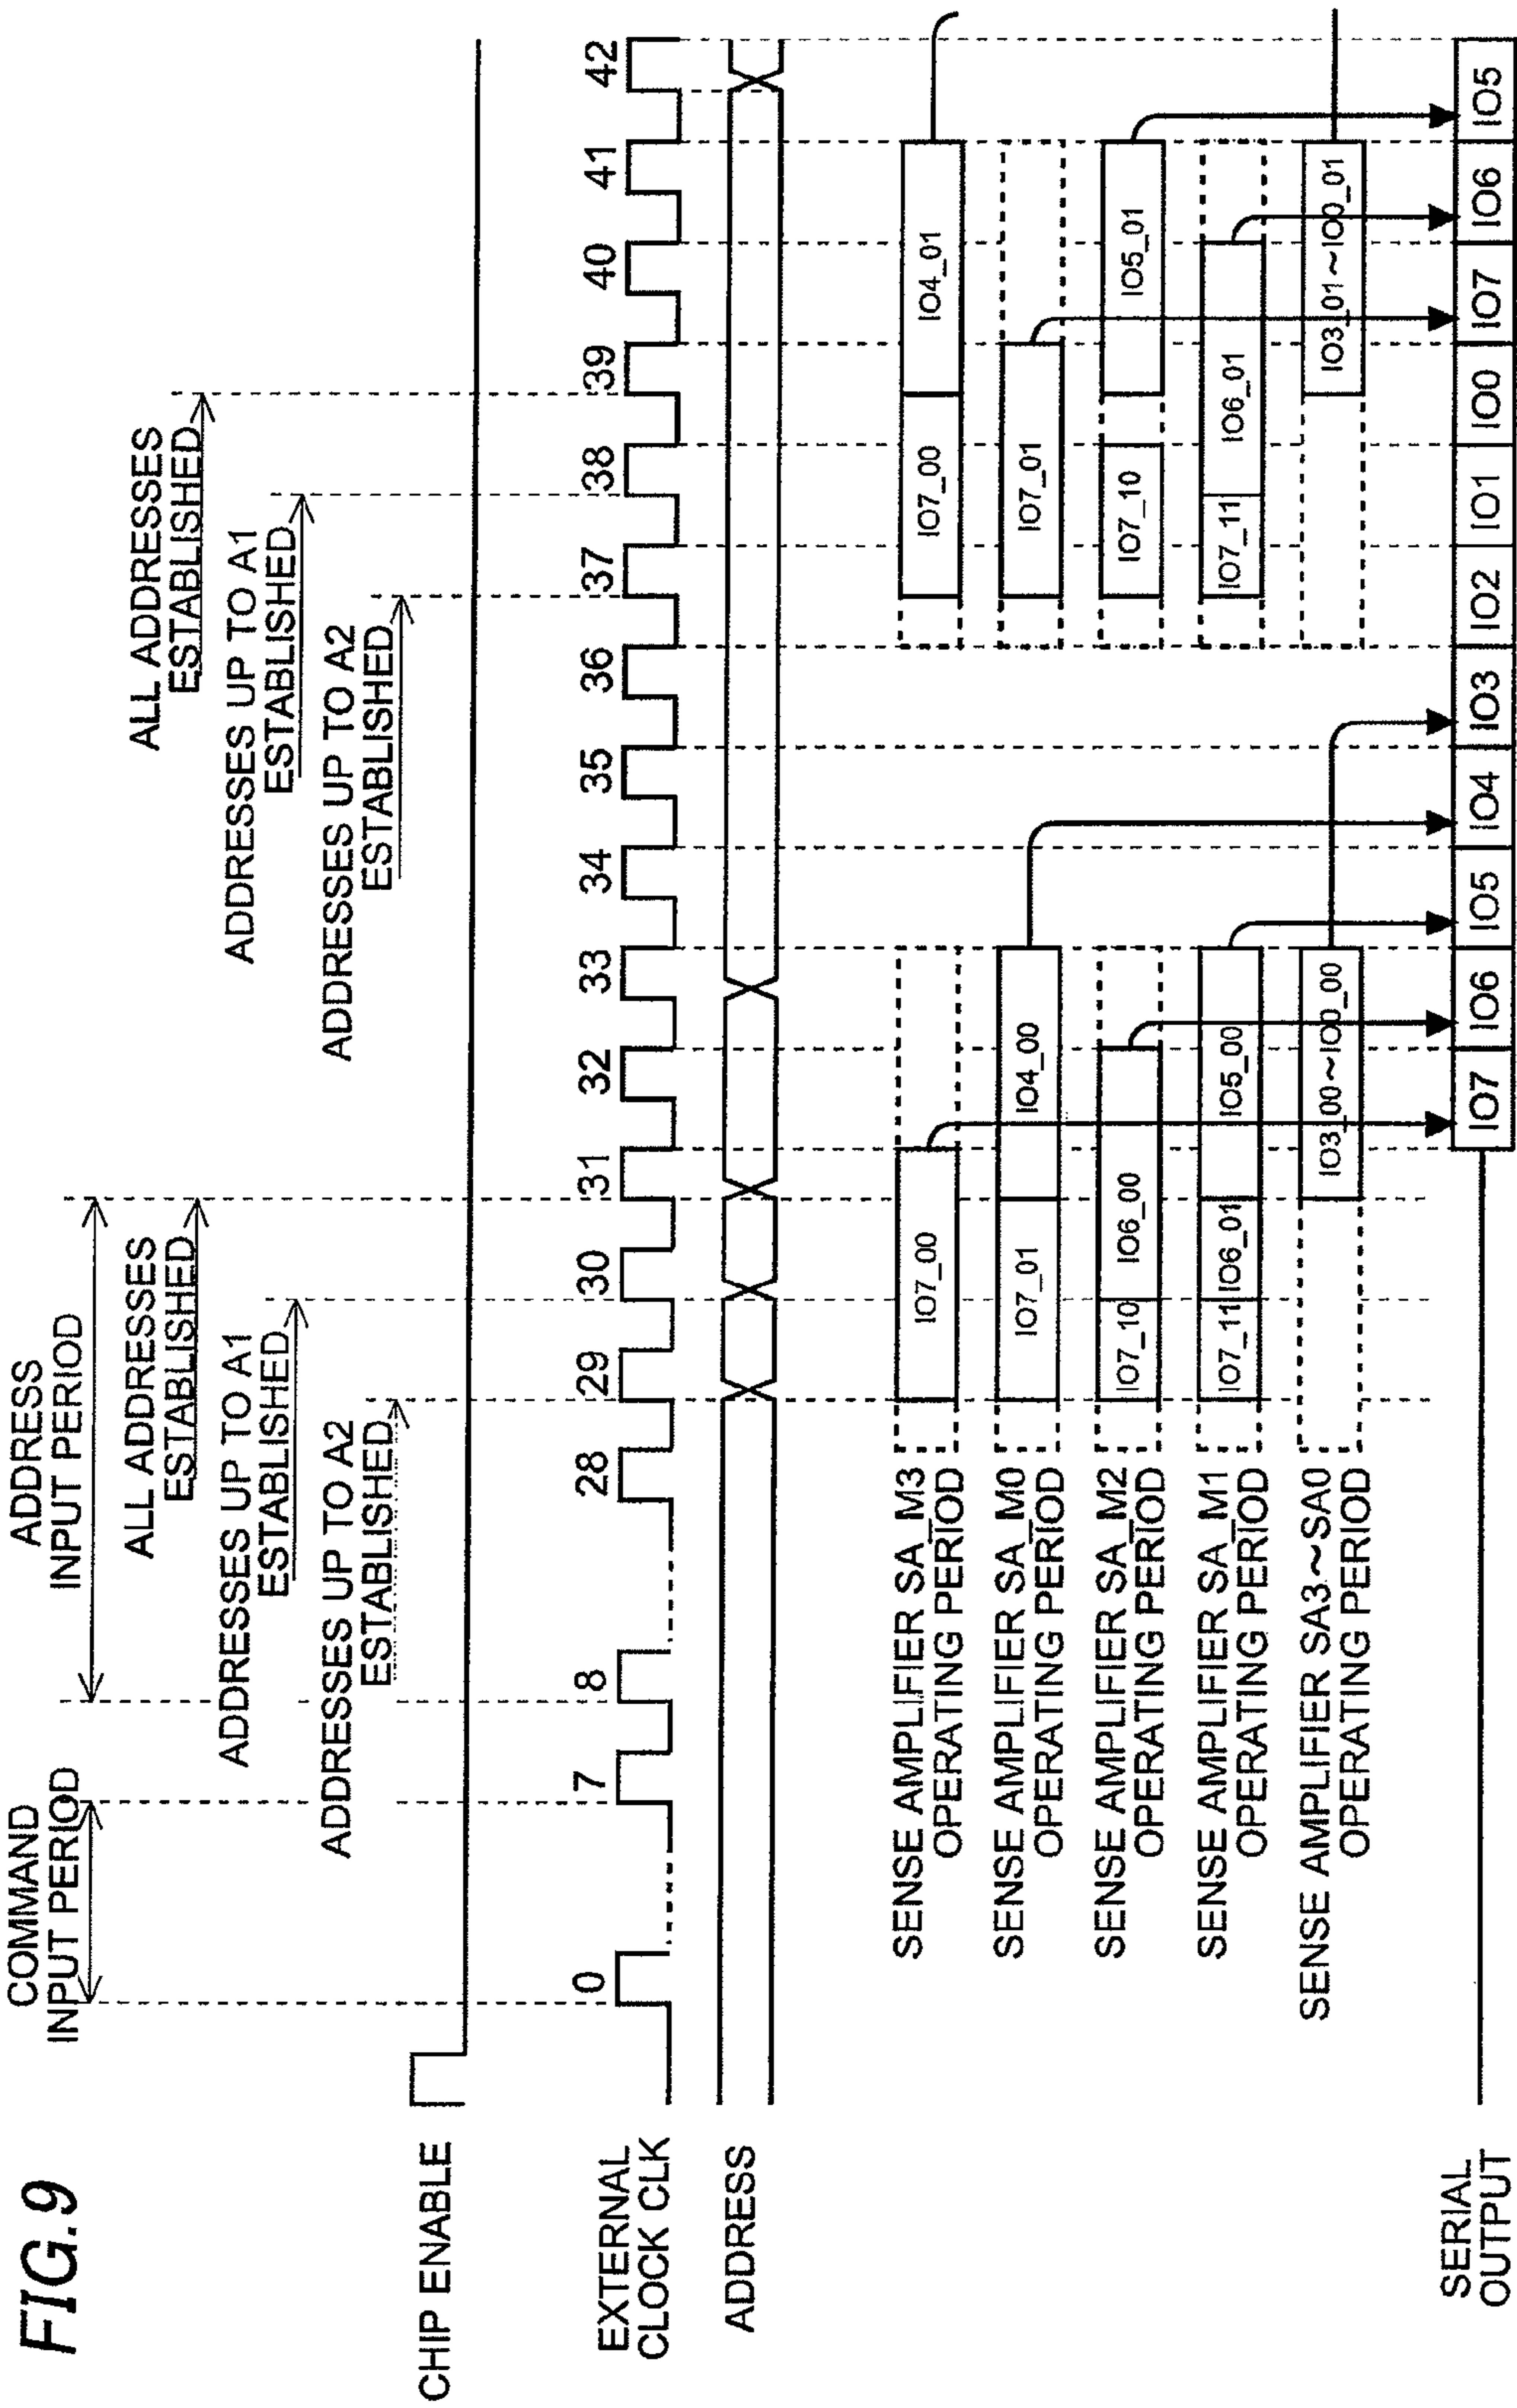 FIG.9
COMMAND
INPUT PERIOD
ADDRESS
INPUT PERIOD
ALL ADDRESSES
ESTABLISHED
ADDRESSES UP TO A1
ESTABLISHED
ADDRESSES UP TO A2
ESTABLISHED
ALL ADDRESSES
ESTABLISHED
ADDRESSES UP TO A1
ESTABLISHED
ADDRESSES UP TO A2
ESTABLISHED
CHIP ENABLE
EXTERNAL
CLOCK CLK
0 7 8 28 29 30 31 32 33 34 35 36 37 38 39 40 41 42
ADDRESS
SENSE AMPLIFIER SA_M3
OPERATING PERIOD
IO7_00 IO7_00 IO4_01
SENSE AMPLIFIER SA_M0
OPERATING PERIOD
IO7_01 IO4_00 IO7_01
SENSE AMPLIFIER SA_M2
OPERATING PERIOD
IO7_10 IO6_00 IO7_10 IO5_01
SENSE AMPLIFIER SA_M1
OPERATING PERIOD
IO7_11 IO6_01 IO5_00 IO7_11 IO6_01
SENSE AMPLIFIER SA3~SA0
OPERATING PERIOD
IO3_00~IO0_00 IO3_01~IO0_01
SERIAL
OUTPUT
IO7 IO6 IO5 IO4 IO3 IO2 IO1 IO0 IO7 IO6 IO5